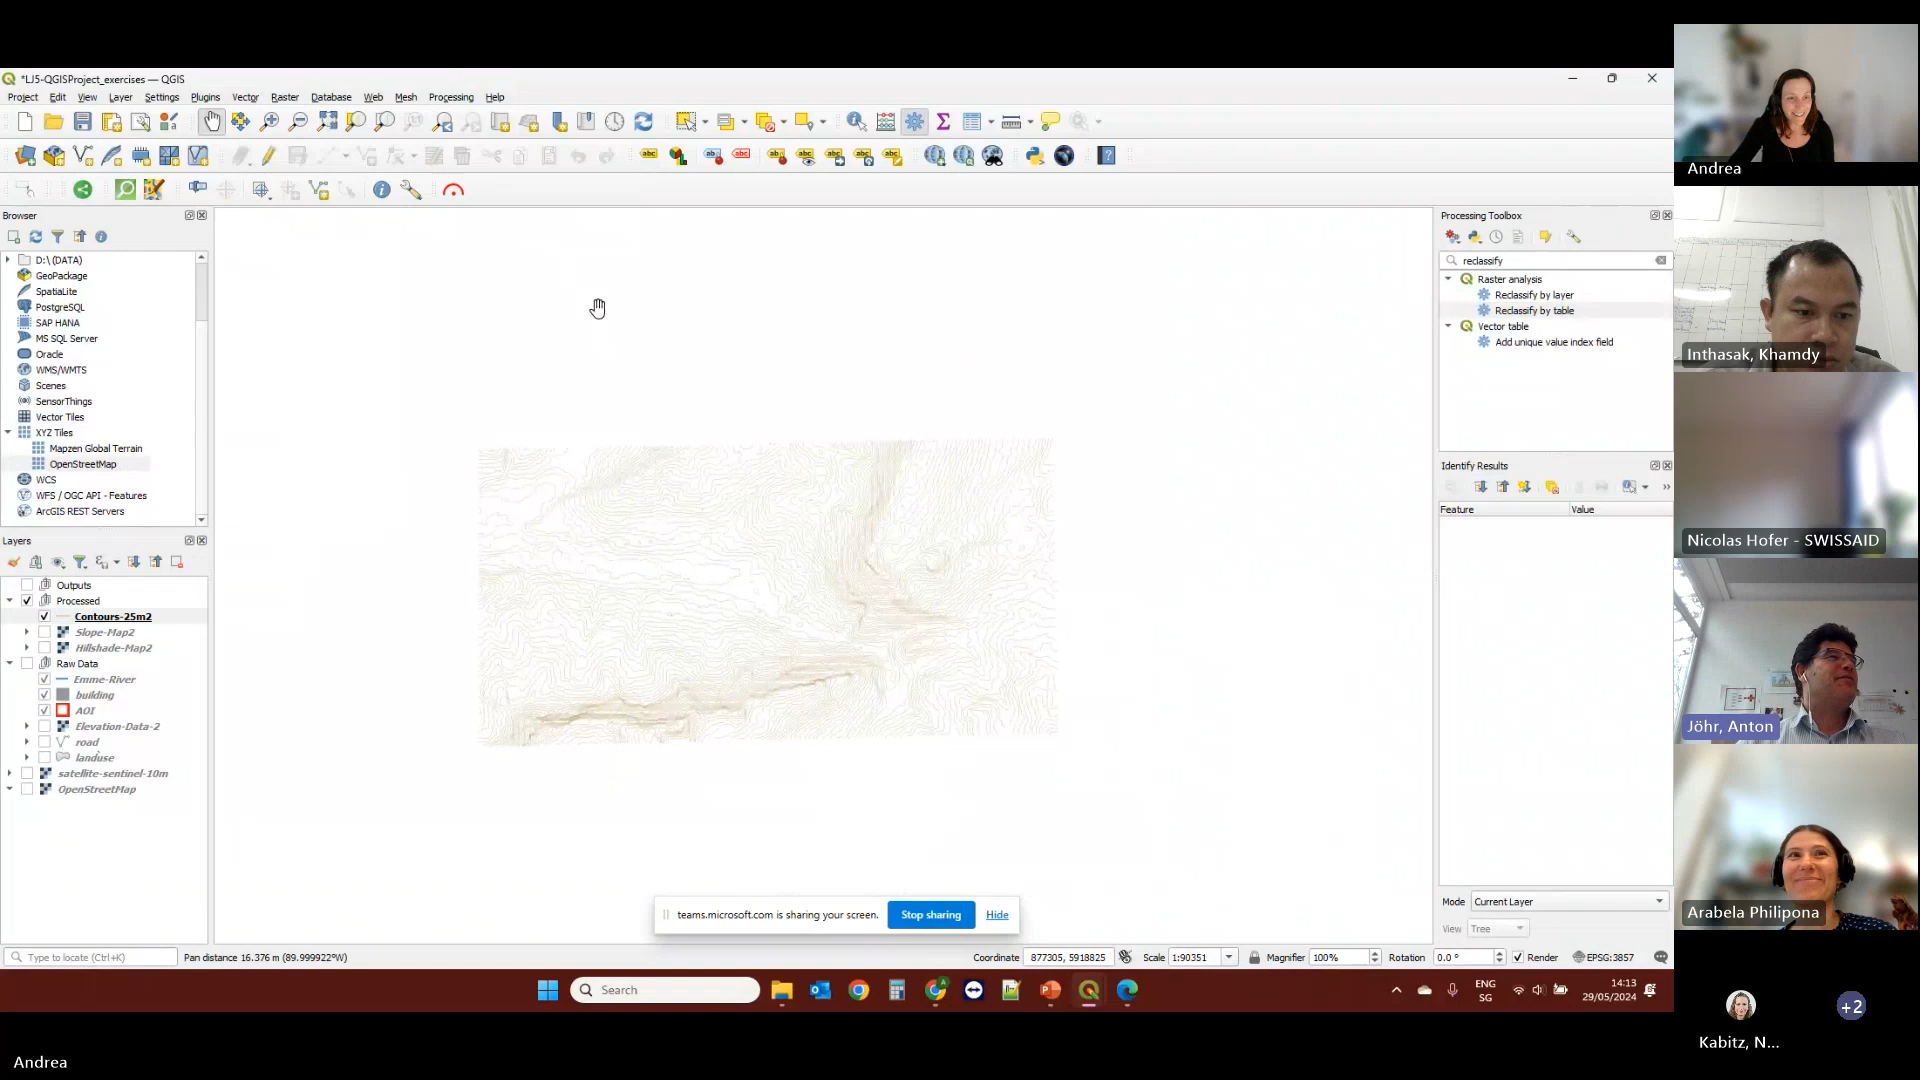 *LJ5-QGISProject_exercises — QGIS
Project Edit View Layer Settings Plugins Vector Raster Database Web Mesh Processing Help
Browser
D:\ (DATA)
GeoPackage
SpatiaLite
PostgreSQL
SAP HANA
MS SQL Server
Oracle
WMS/WMTS
Scenes
SensorThings
Vector Tiles
XYZ Tiles
Mapzen Global Terrain
OpenStreetMap
WCS
WFS / OGC API - Features
ArcGIS REST Servers
Layers
Outputs
Processed
Contours-25m2
Slope-Map2
Hillshade-Map2
Raw Data
Emme-River
building
AOI
Elevation-Data-2
road
landuse
satellite-sentinel-10m
OpenStreetMap
Processing Toolbox
reclassify
Raster analysis
Reclassify by layer
Reclassify by table
Vector table
Add unique value index field
Identify Results
Feature Value
Mode Current Layer
View Tree
teams.microsoft.com is sharing your screen. Stop sharing Hide
Type to locate (Ctrl+K) Pan distance 16.376 m (89.999922°W) Coordinate 877305, 5918825 Scale 1:90351 Magnifier 100% Rotation 0.0 ° Render EPSG:3857
Search
ENG
SG
14:13
29/05/2024
Andrea
Inthasak, Khamdy
Nicolas Hofer - SWISSAID
Jöhr, Anton
Arabela Philipona
+2
Kabitz, N...
Andrea